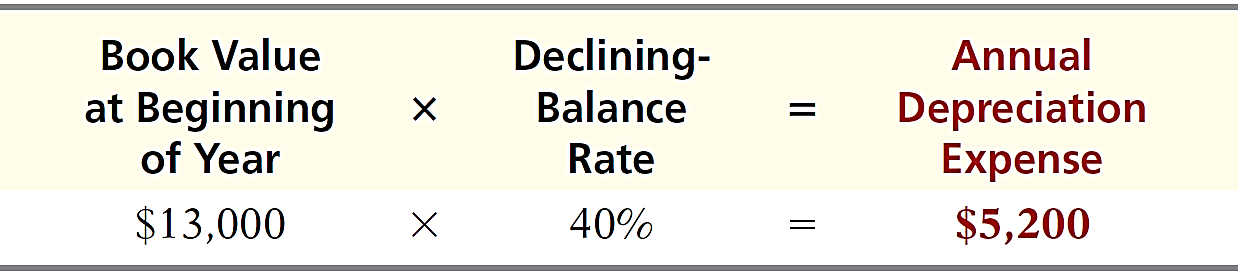 Book Value at Beginning of Year × Declining-Balance Rate = Annual Depreciation Expense
$13,000 × 40% = $5,200